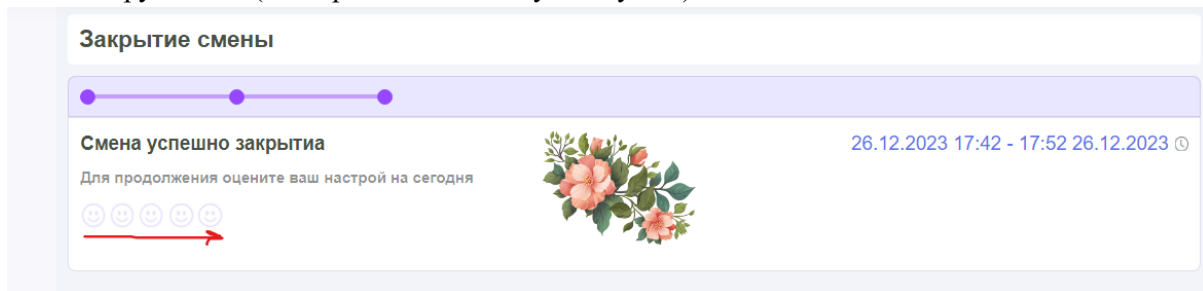 Закрытие смены
Смена успешно закрытиа
26.12.2023 17:42 - 17:52 26.12.2023
Для продолжения оцените ваш настрой на сегодня